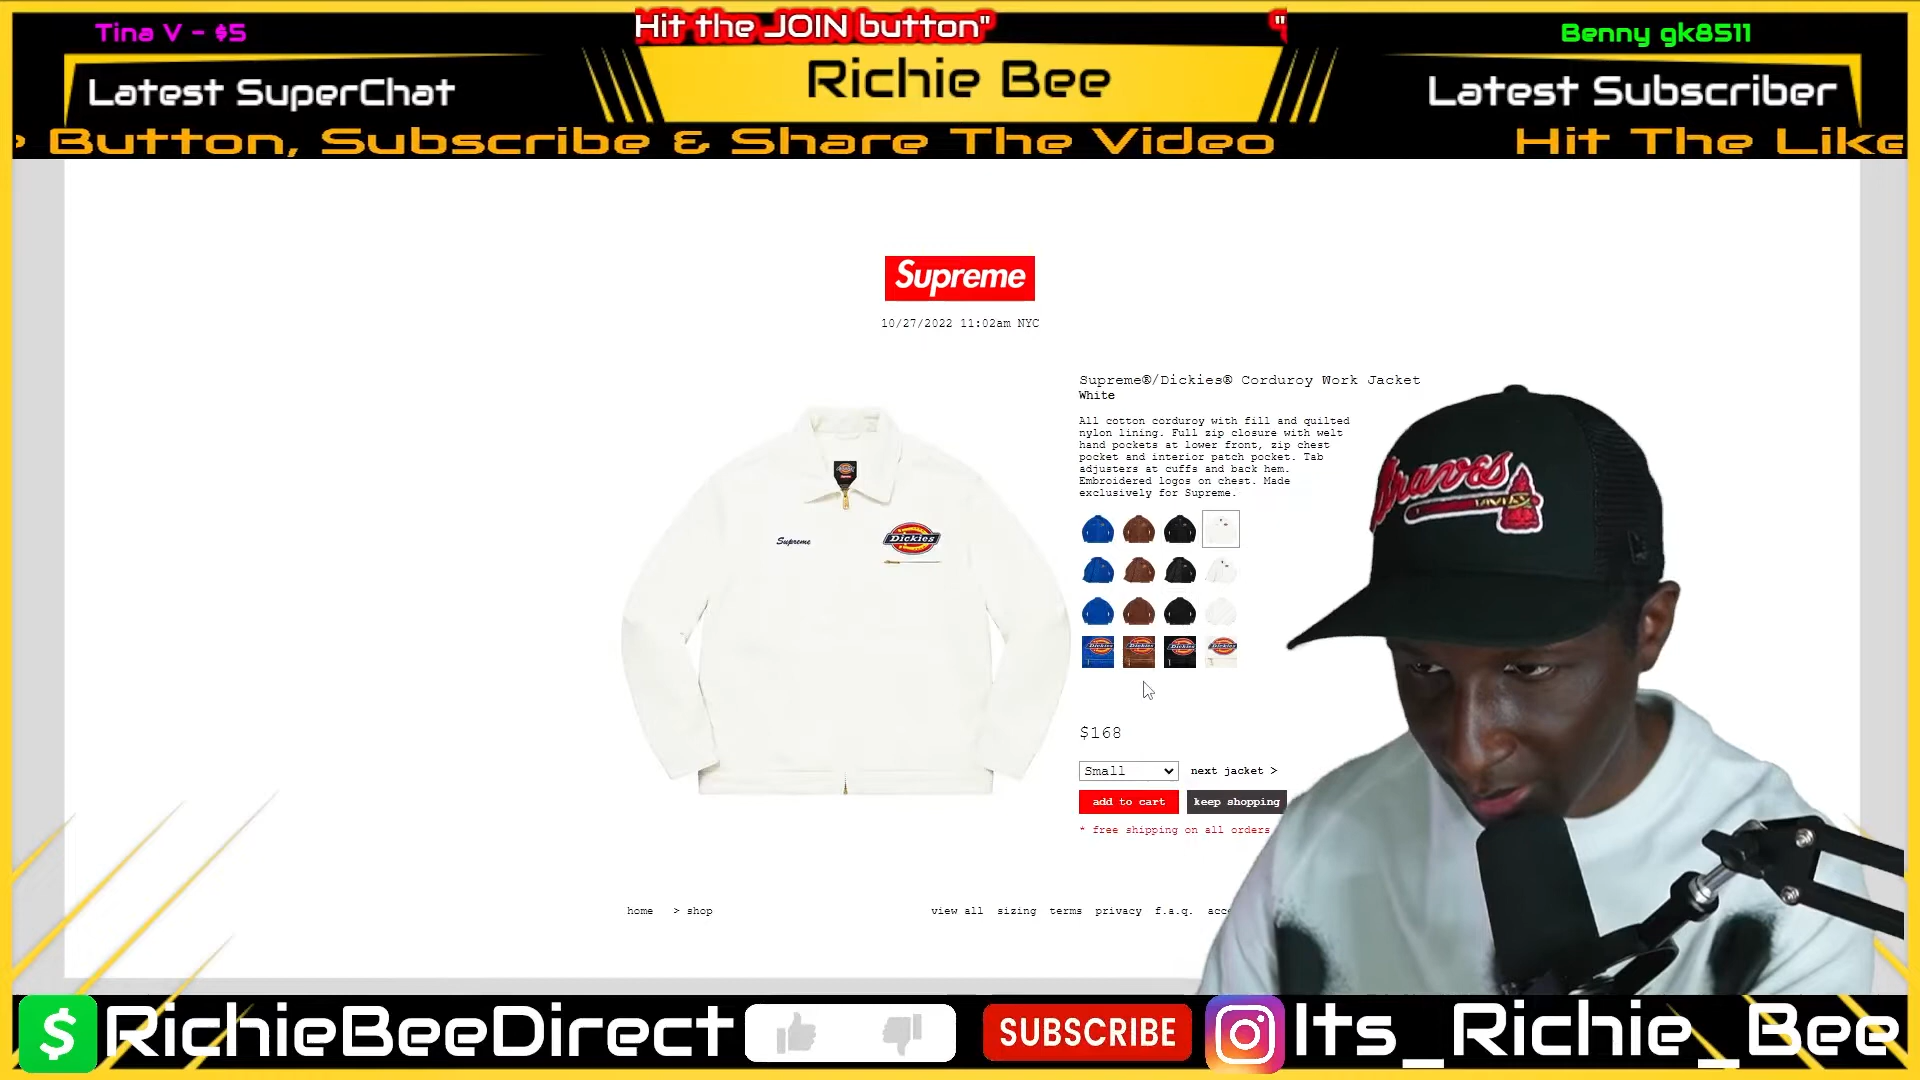 Tina V - $5
Hit the JOIN button"
"
Benny gk8511
Latest SuperChat
Richie Bee
Latest Subscriber
Button, Subscribe & Share The Video
Hit The Like
Supreme
10/27/2022 11:02am NYC
Supreme®/Dickies® Corduroy Work Jacket
White
All cotton corduroy with fill and quilted
nylon lining. Full zip closure with welt
hand pockets at lower front, zip chest
pocket and interior patch pocket. Tab
adjusters at cuffs and back hem.
Embroidered logos on chest. Made
exclusively for Supreme.
Supreme
Dickies
Braves
$168
Small
next jacket >
add to cart
keep shopping
* free shipping on all orders
home > shop
view all sizing terms privacy f.a.q.
$ RichieBeeDirect
SUBSCRIBE
Its_Richie_Bee